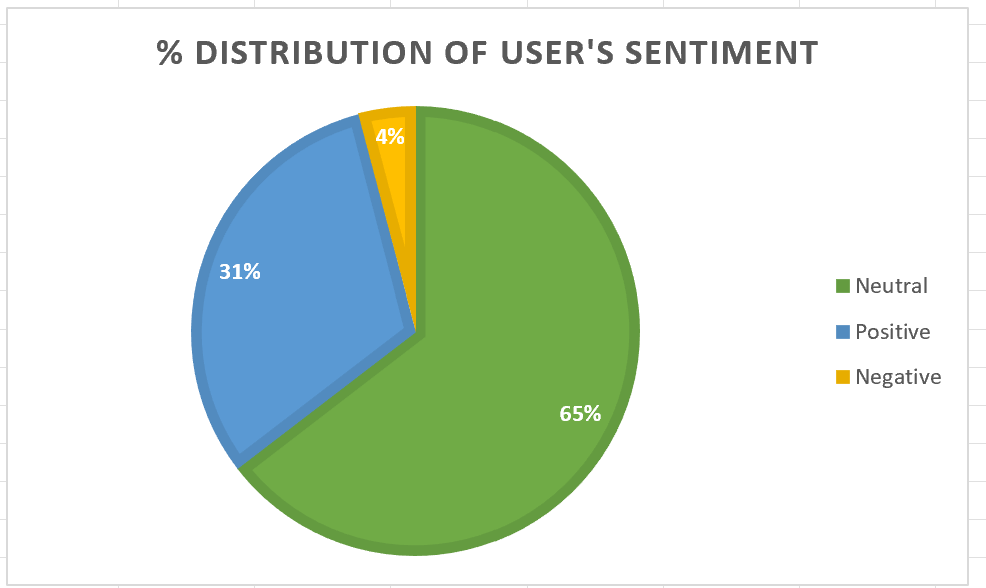 % DISTRIBUTION OF USER'S SENTIMENT
4%
31%
65%
Neutral
Positive
Negative